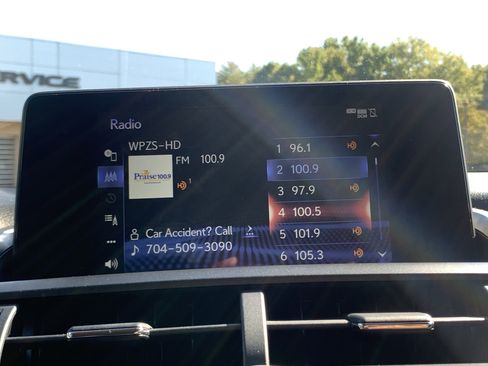 SERVICE
Radio
WPZS-HD
FM 100.9
Praise 100.9
1
Car Accident? Call
704-509-3090
1 96.1
2 100.9
3 97.9
4 100.5
5 101.9
6 105.3